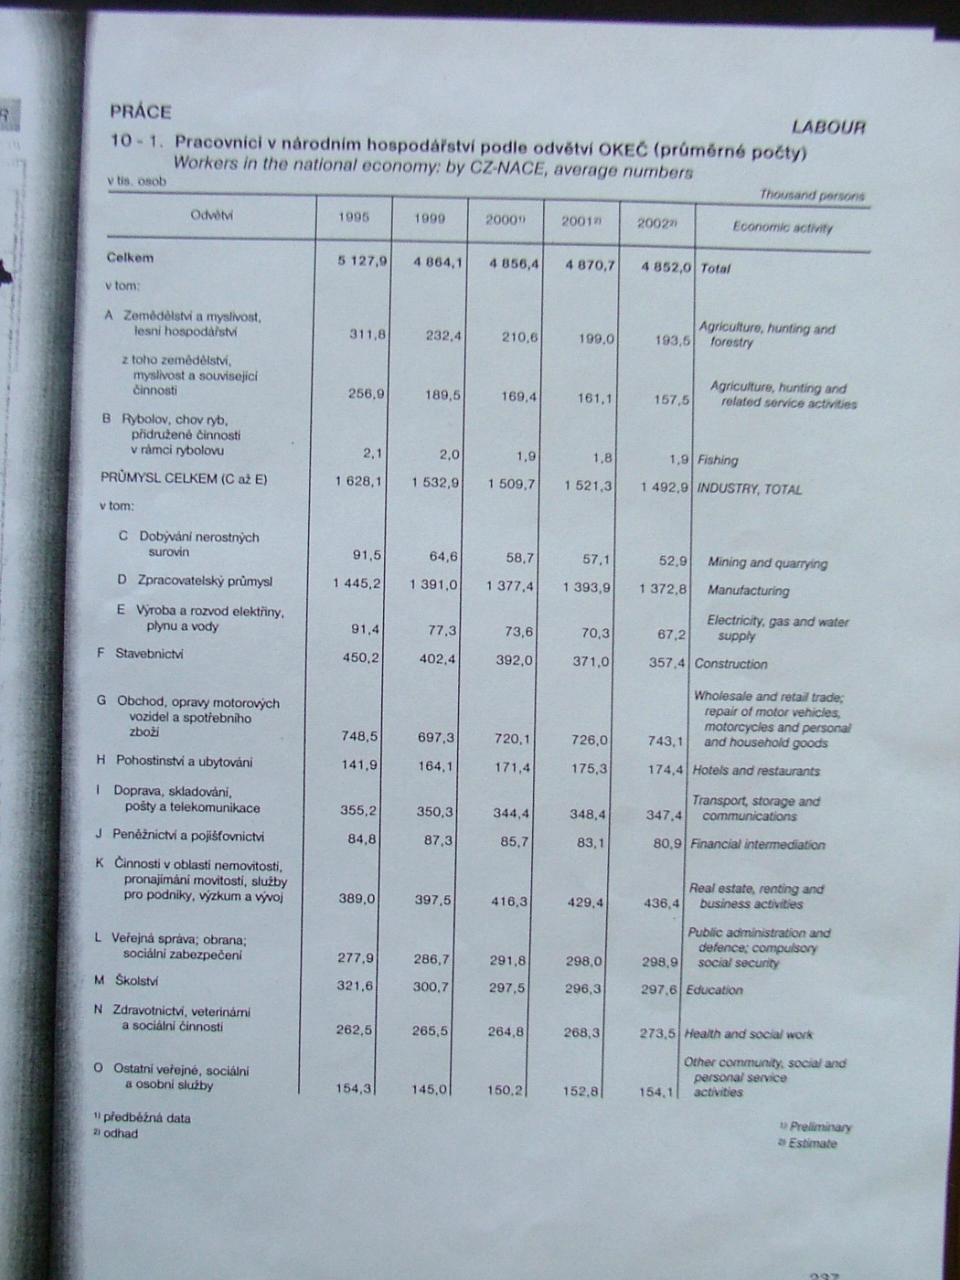 PRÁCE
LABOUR
10 - 1. Pracovníci v národním hospodářství podle odvětví OKEČ (průměrné počty)
Workers in the national economy: by CZ-NACE, average numbers
v tis. osob
Thousand persons
Odvětví 1995 1999 2000¹⁾ 2001²⁾ 2002²⁾ Economic activity
Celkem 5 127,9 4 864,1 4 856,4 4 870,7 4 852,0 Total
v tom:
A Zemědělství a myslivost,
lesní hospodářství 311,8 232,4 210,6 199,0 193,5 Agriculture, hunting and
forestry
z toho zemědělství,
myslivost a související
činnosti 256,9 189,5 169,4 161,1 157,5 Agriculture, hunting and
related service activities
B Rybolov, chov ryb,
přidružené činnosti
v rámci rybolovu 2,1 2,0 1,9 1,8 1,9 Fishing
PRŮMYSL CELKEM (C až E) 1 628,1 1 532,9 1 509,7 1 521,3 1 492,9 INDUSTRY, TOTAL
v tom:
C Dobývání nerostných
surovin 91,5 64,6 58,7 57,1 52,9 Mining and quarrying
D Zpracovatelský průmysl 1 445,2 1 391,0 1 377,4 1 393,9 1 372,8 Manufacturing
E Výroba a rozvod elektřiny,
plynu a vody 91,4 77,3 73,6 70,3 67,2 Electricity, gas and water
supply
F Stavebnictví 450,2 402,4 392,0 371,0 357,4 Construction
G Obchod, opravy motorových
vozidel a spotřebního
zboží 748,5 697,3 720,1 726,0 743,1 Wholesale and retail trade;
repair of motor vehicles,
motorcycles and personal
and household goods
H Pohostinství a ubytování 141,9 164,1 171,4 175,3 174,4 Hotels and restaurants
I Doprava, skladování,
pošty a telekomunikace 355,2 350,3 344,4 348,4 347,4 Transport, storage and
communications
J Peněžnictví a pojišťovnictví 84,8 87,3 85,7 83,1 80,9 Financial intermediation
K Činnosti v oblasti nemovitostí,
pronajímání movitostí, služby
pro podniky, výzkum a vývoj 389,0 397,5 416,3 429,4 436,4 Real estate, renting and
business activities
L Veřejná správa; obrana;
sociální zabezpečení 277,9 286,7 291,8 298,0 298,9 Public administration and
defence; compulsory
social security
M Školství 321,6 300,7 297,5 296,3 297,6 Education
N Zdravotnictví, veterinární
a sociální činnosti 262,5 265,5 264,8 268,3 273,5 Health and social work
O Ostatní veřejné, sociální
a osobní služby 154,3 145,0 150,2 152,8 154,1 Other community, social and
personal service
activities
¹⁾ předběžná data
²⁾ odhad
¹⁾ Preliminary
²⁾ Estimate